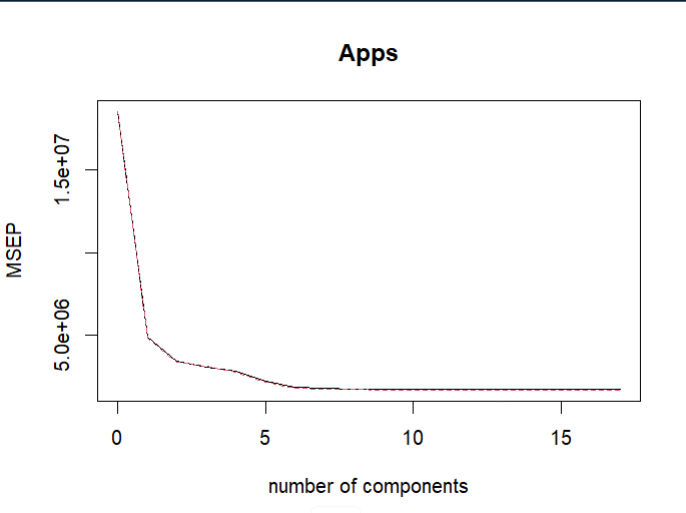 Apps
MSEP
1.5e+07
5.0e+06
0 5 10 15
number of components